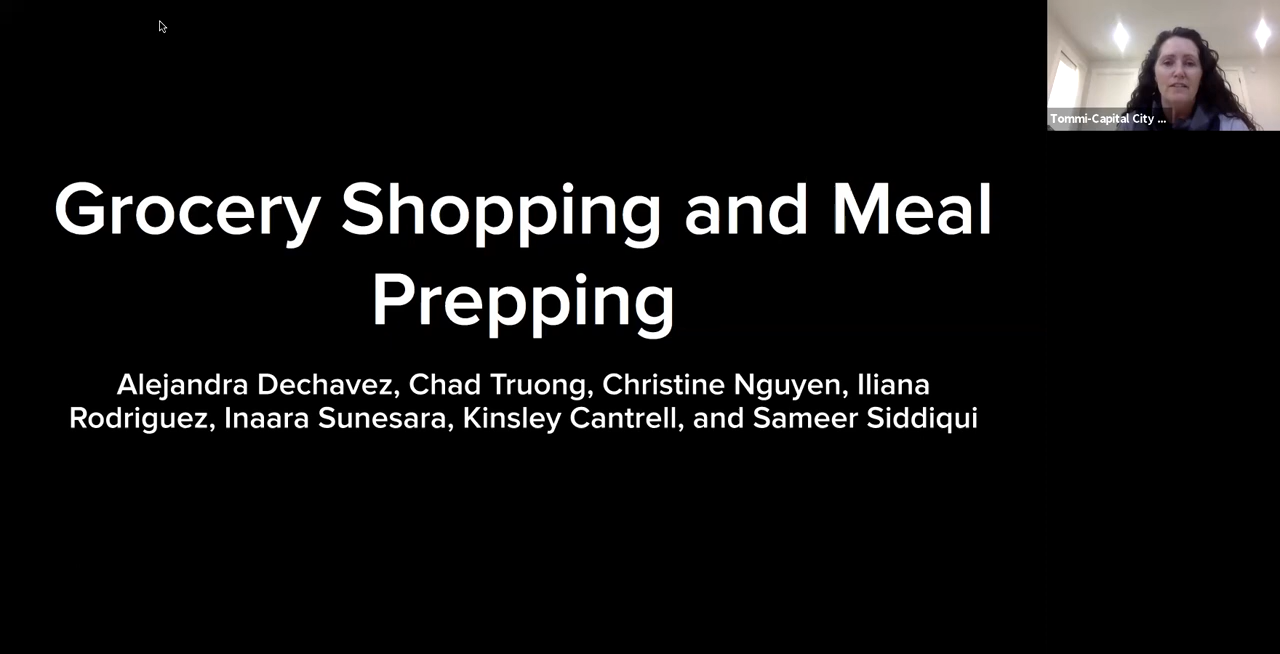 Grocery Shopping and Meal
Prepping
Alejandra Dechavez, Chad Truong, Christine Nguyen, Iliana
Rodriguez, Inaara Sunesara, Kinsley Cantrell, and Sameer Siddiqui
Tommi-Capital City ...